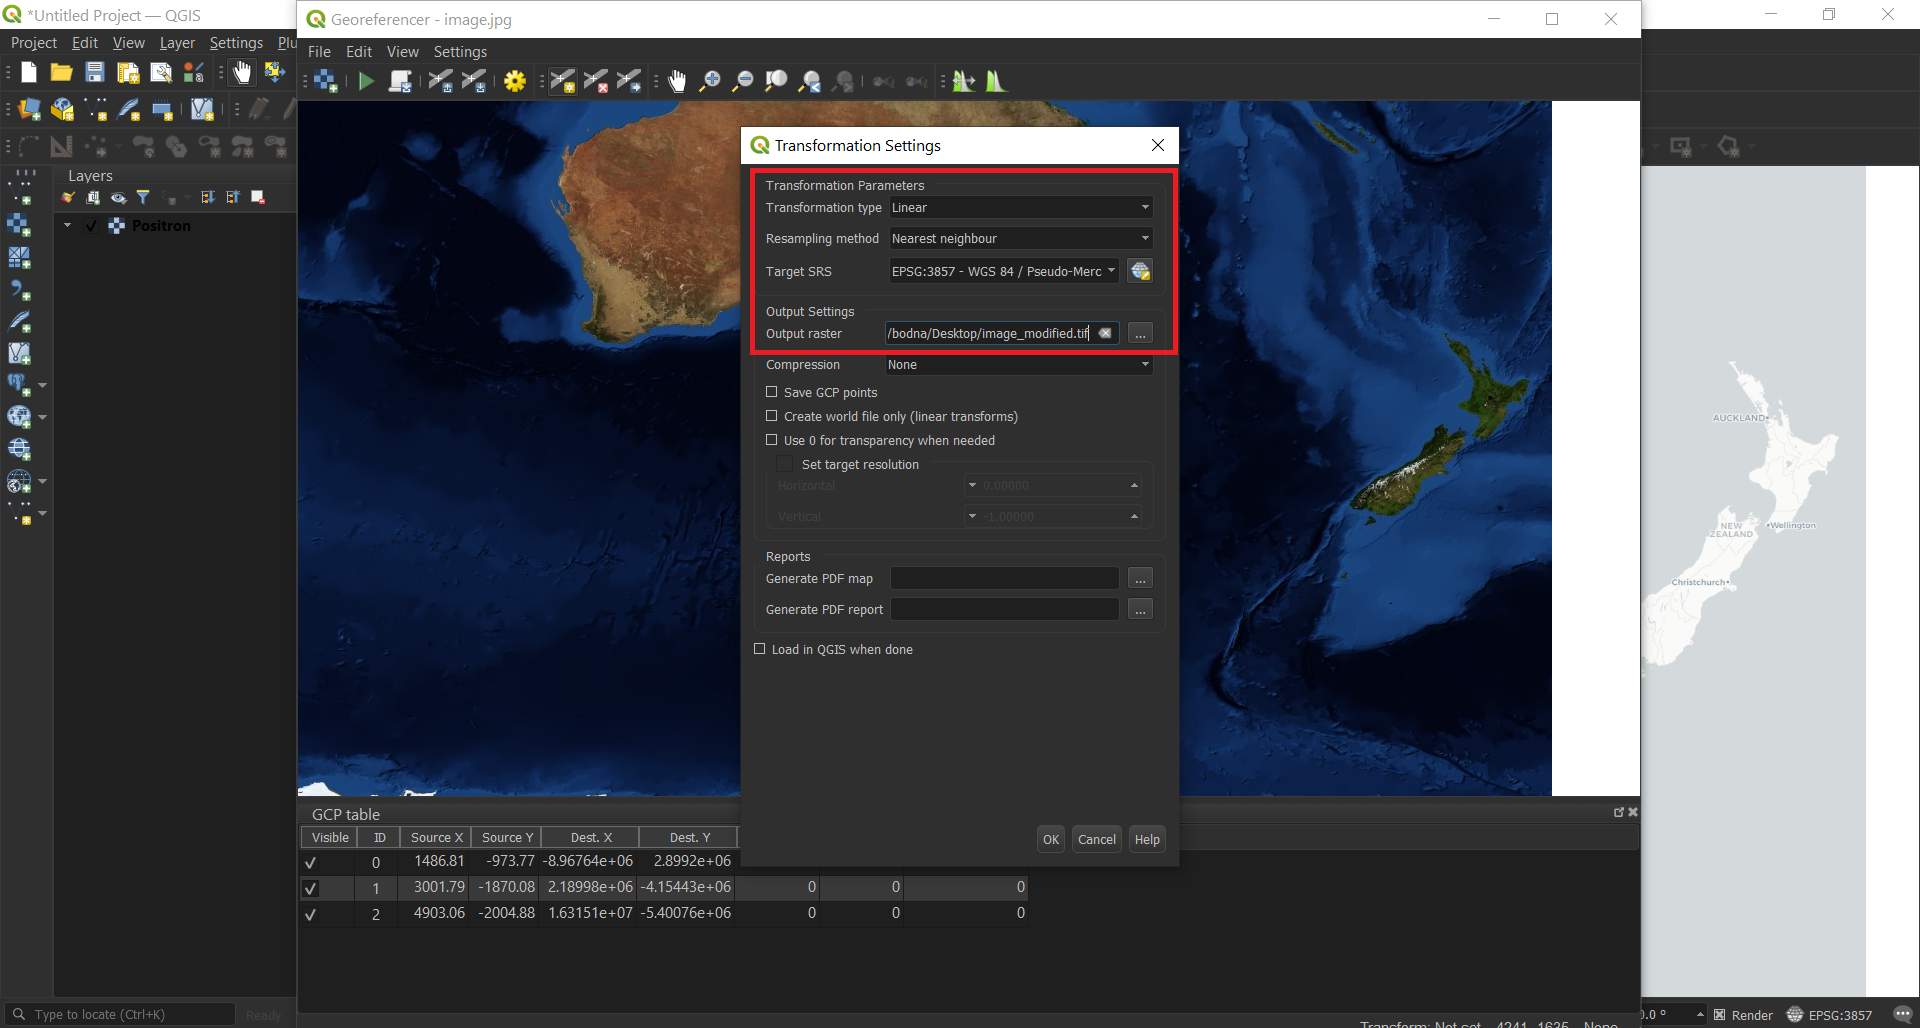 *Untitled Project — QGIS
Project Edit View Layer Settings Plu
Layers
Positron
Georeferencer - image.jpg
File Edit View Settings
Transformation Settings
Transformation Parameters
Transformation type Linear
Resampling method Nearest neighbour
Target SRS EPSG:3857 - WGS 84 / Pseudo-Merc
Output Settings
Output raster /bodna/Desktop/image_modified.tif ...
Compression None
Save GCP points
Create world file only (linear transforms)
Use 0 for transparency when needed
Set target resolution
Horizontal 0.00000
Vertical -1.00000
Reports
Generate PDF map ...
Generate PDF report ...
Load in QGIS when done
OK Cancel Help
AUCKLAND
Wellington
NEW
ZEALAND
Christchurch
GCP table
Visible ID Source X Source Y Dest. X Dest. Y
0 1486.81 -973.77 -8.96764e+06 2.8992e+06
1 3001.79 -1870.08 2.18998e+06 -4.15443e+06 0 0 0
2 4903.06 -2004.88 1.63151e+07 -5.40076e+06 0 0 0
Type to locate (Ctrl+K) Ready
Transform: Not set 4241,-1635 None
0.0 ° Render EPSG:3857